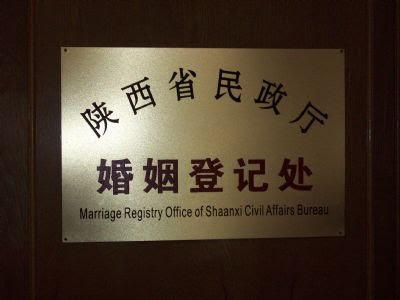 陕西省民政厅
婚姻登记处
Marriage Registry Office of Shaanxi Civil Affairs Bureau